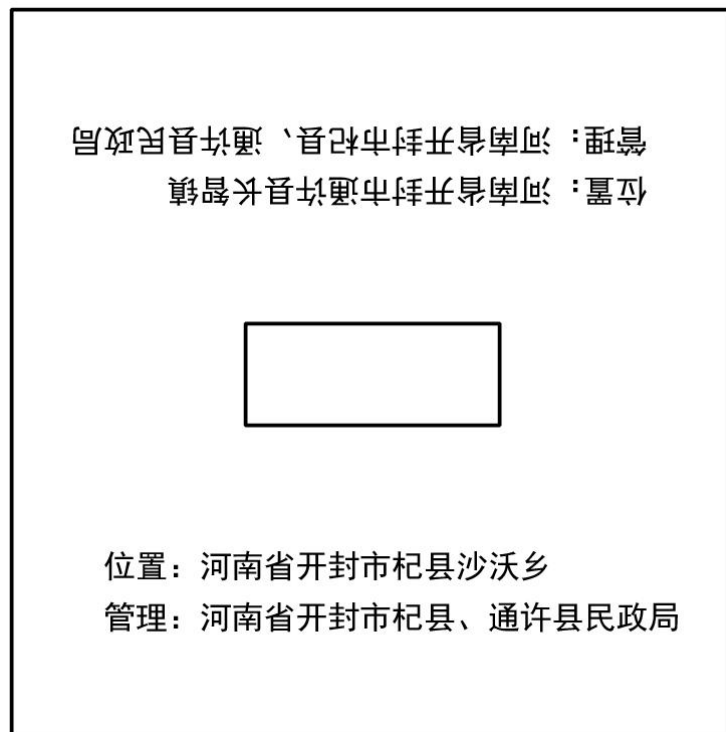 管理：河南省开封市杞县、通许县民政局
位置：河南省开封市通许县长智镇
位置：河南省开封市杞县沙沃乡
管理：河南省开封市杞县、通许县民政局